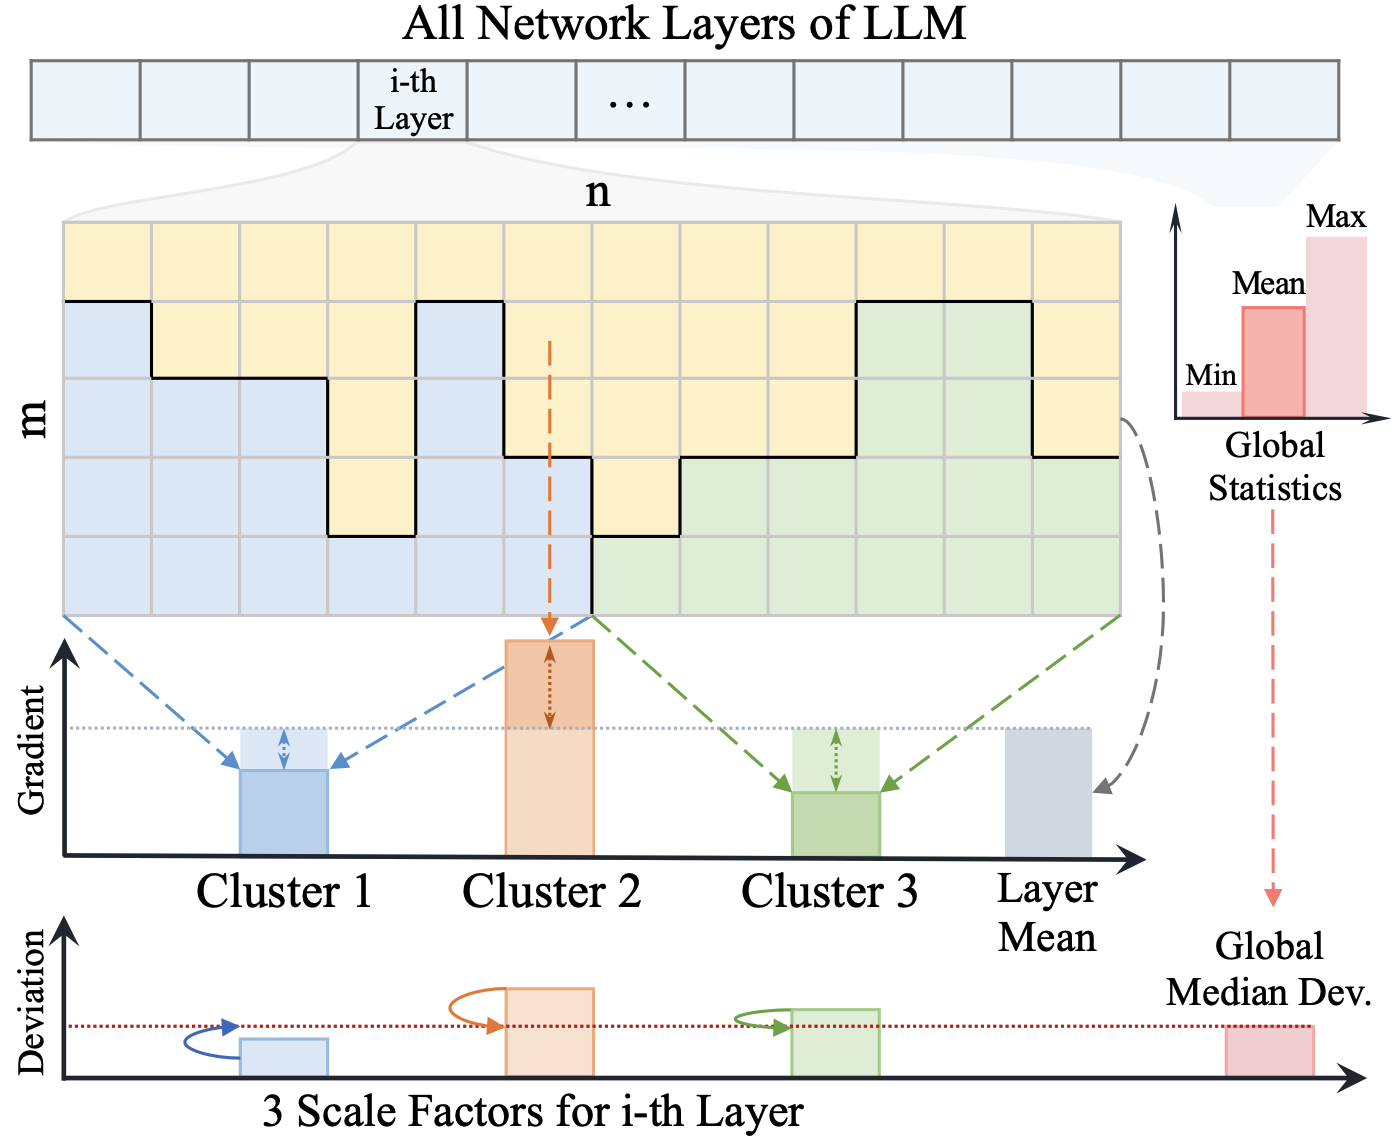 All Network Layers of LLM
i-th
Layer
...
n
m
Max
Mean
Min
Global
Statistics
Gradient
Cluster 1
Cluster 2
Cluster 3
Layer
Mean
Global
Median Dev.
Deviation
3 Scale Factors for i-th Layer